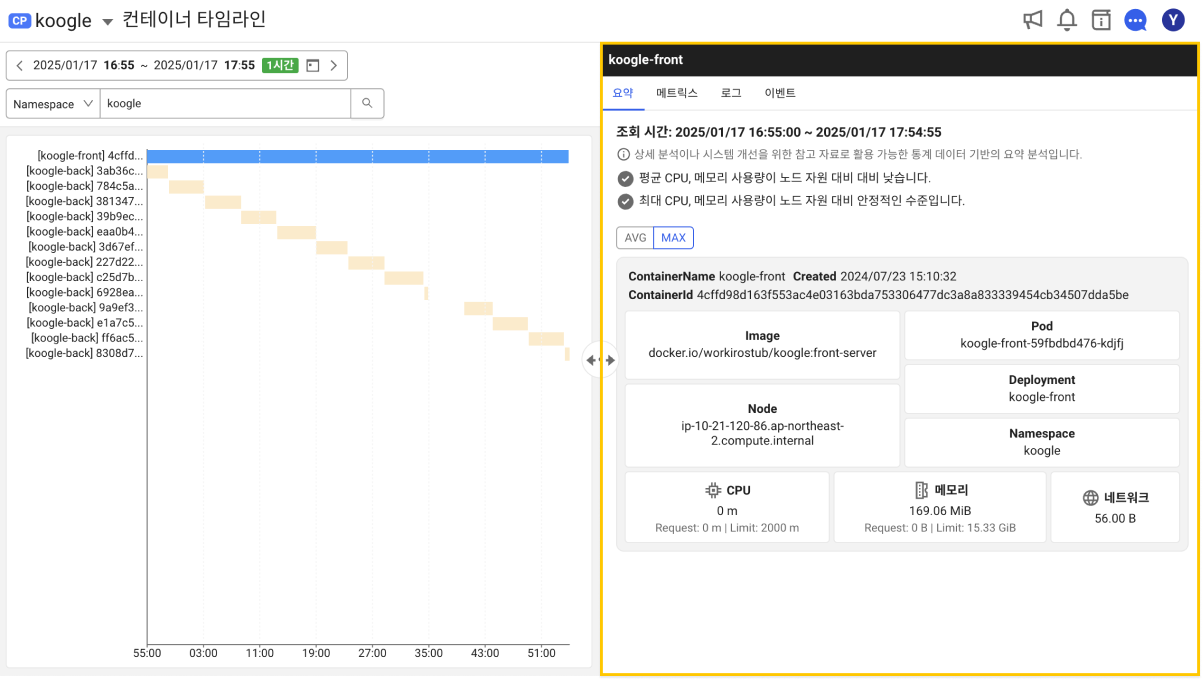 CP koogle 컨테이너 타임라인
Y
2025/01/17 16:55 ~ 2025/01/17 17:55 1시간
Namespace koogle
[koogle-front] 4cffd...
[koogle-back] 3ab36c...
[koogle-back] 784c5a...
[koogle-back] 381347...
[koogle-back] 39b9ec...
[koogle-back] eaa0b4...
[koogle-back] 3d67ef...
[koogle-back] 227d22...
[koogle-back] c25d7b...
[koogle-back] 6928ea...
[koogle-back] 9a9ef3...
[koogle-back] e1a7c5...
[koogle-back] ff6ac5...
[koogle-back] 8308d7...
55:00 03:00 11:00 19:00 27:00 35:00 43:00 51:00
koogle-front
요약 메트릭스 로그 이벤트
조회 시간: 2025/01/17 16:55:00 ~ 2025/01/17 17:54:55
상세 분석이나 시스템 개선을 위한 참고 자료로 활용 가능한 통계 데이터 기반의 요약 분석입니다.
평균 CPU, 메모리 사용량이 노드 자원 대비 대비 낮습니다.
최대 CPU, 메모리 사용량이 노드 자원 대비 안정적인 수준입니다.
AVG MAX
ContainerName koogle-front Created 2024/07/23 15:10:32
ContainerId 4cffd98d163f553ac4e03163bda753306477dc3a8a833339454cb34507dda5be
Image
docker.io/workirostub/koogle:front-server
Pod
koogle-front-59fbdbd476-kdjfj
Deployment
koogle-front
Node
ip-10-21-120-86.ap-northeast-
2.compute.internal
Namespace
koogle
CPU
0 m
Request: 0 m | Limit: 2000 m
메모리
169.06 MiB
Request: 0 B | Limit: 15.33 GiB
네트워크
56.00 B